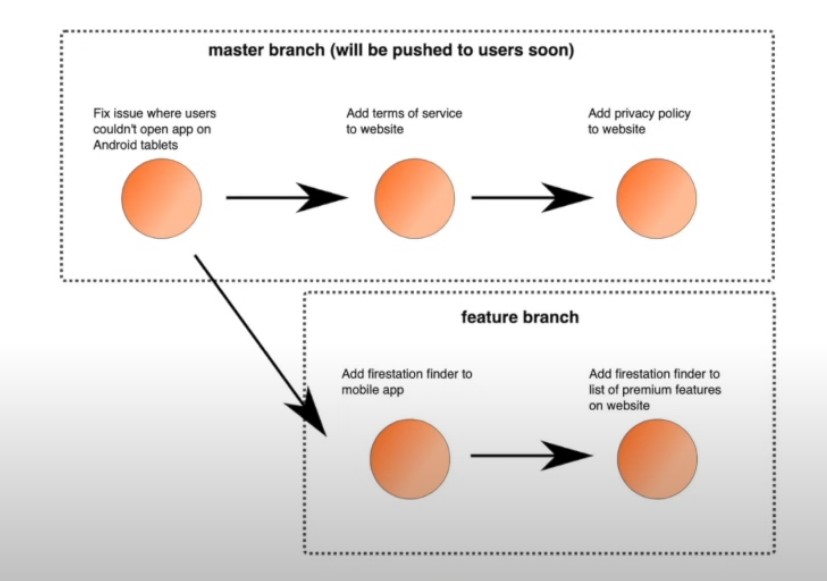 master branch (will be pushed to users soon)
Fix issue where users
couldn't open app on
Android tablets
Add terms of service
to website
Add privacy policy
to website
feature branch
Add firestation finder to
mobile app
Add firestation finder to
list of premium features
on website